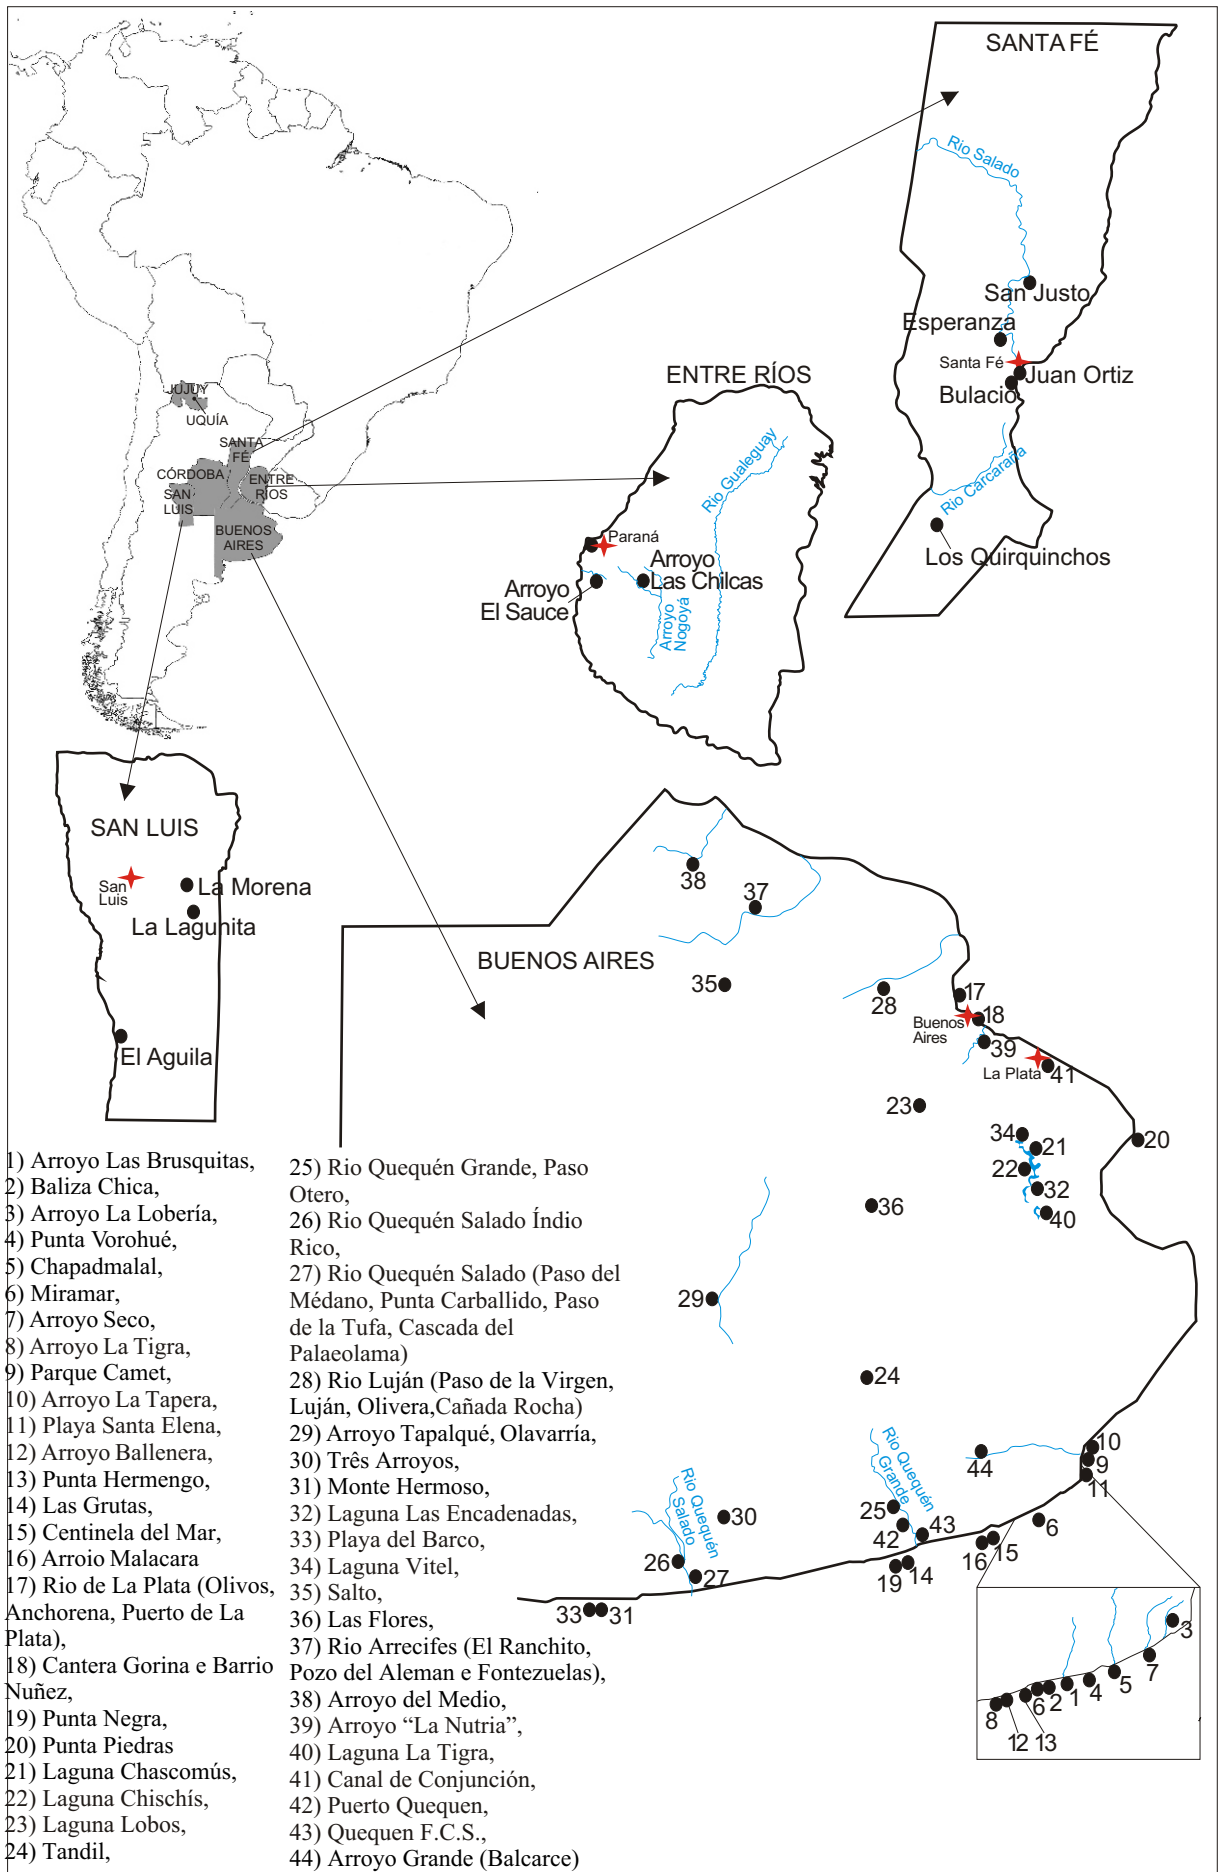 SANTA FÉ
Rio Salado
San Justo
Esperanza
Santa Fé
Juan Ortiz
Bulacio
Rio Carcaraña
Los Quirquinchos
JUJUY
UQUÍA
SANTA
FÉ
CÓRDOBA
ENTRE
RÍOS
SAN
LUIS
BUENOS
AIRES
ENTRE RÍOS
Rio Gualeguay
Paraná
Arroyo
Las Chilcas
Arroyo
El Sauce
Arroyo
Nogoyá
SAN LUIS
San
Luis
La Morena
La Lagunita
El Aguila
BUENOS AIRES
38
37
35
28
17
18
Buenos
Aires
39
La Plata
41
23
34
21
20
22
32
36
40
29
24
10
44
9
11
Rio Quequén
Grande
Rio Quequén
Salado
25
30
42
43
6
15
16
26
27
19
14
33
31
3
7
5
4
1
2
6
8
12
13
1) Arroyo Las Brusquitas,
2) Baliza Chica,
3) Arroyo La Lobería,
4) Punta Vorohué,
5) Chapadmalal,
6) Miramar,
7) Arroyo Seco,
8) Arroyo La Tigra,
9) Parque Camet,
10) Arroyo La Tapera,
11) Playa Santa Elena,
12) Arroyo Ballenera,
13) Punta Hermengo,
14) Las Grutas,
15) Centinela del Mar,
16) Arroio Malacara
17) Rio de La Plata (Olivos,
Anchorena, Puerto de La
Plata),
18) Cantera Gorina e Barrio
Nuñez,
19) Punta Negra,
20) Punta Piedras
21) Laguna Chascomús,
22) Laguna Chischís,
23) Laguna Lobos,
24) Tandil,
25) Rio Quequén Grande, Paso
Otero,
26) Rio Quequén Salado Índio
Rico,
27) Rio Quequén Salado (Paso del
Médano, Punta Carballido, Paso
de la Tufa, Cascada del
Palaeolama)
28) Rio Luján (Paso de la Virgen,
Luján, Olivera,Cañada Rocha)
29) Arroyo Tapalqué, Olavarría,
30) Três Arroyos,
31) Monte Hermoso,
32) Laguna Las Encadenadas,
33) Playa del Barco,
34) Laguna Vitel,
35) Salto,
36) Las Flores,
37) Rio Arrecifes (El Ranchito,
Pozo del Aleman e Fontezuelas),
38) Arroyo del Medio,
39) Arroyo “La Nutria”,
40) Laguna La Tigra,
41) Canal de Conjunción,
42) Puerto Quequen,
43) Quequen F.C.S.,
44) Arroyo Grande (Balcarce)